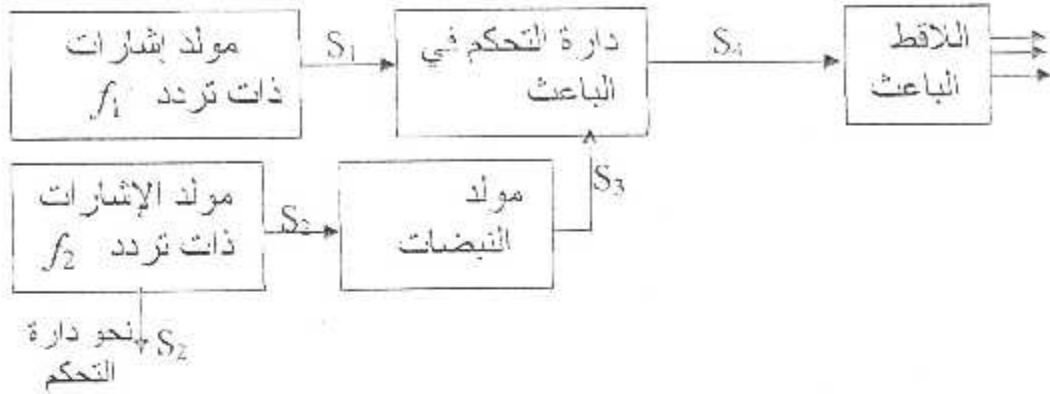 مولد إشارات
ذات تردد f1
S1
دارة التحكم في
الباعث
S4
اللاقط
الباعث
مولد الإشارات
ذات تردد f2
S2
مولد
النبضات
S3
S2
نحو دارة
التحكم